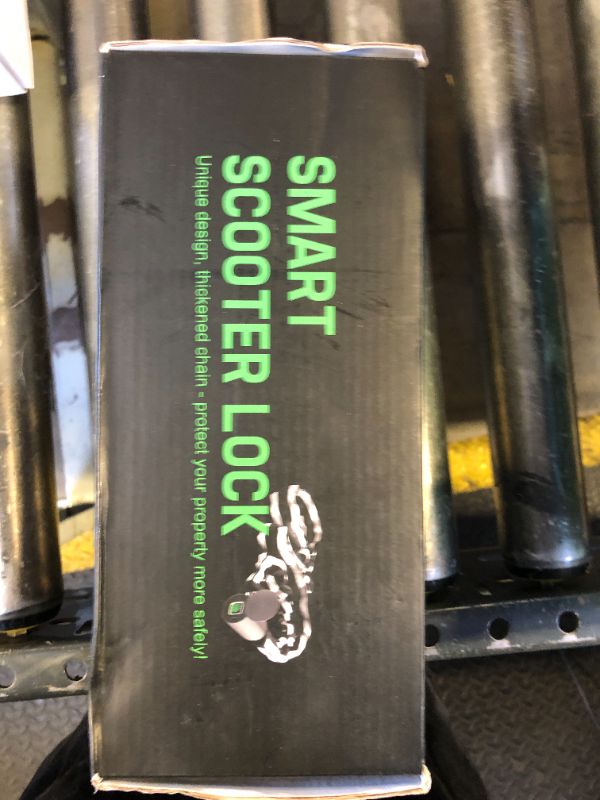 SMART
SCOOTER LOCK
Unique design, thickened chain - protect your property more safely!